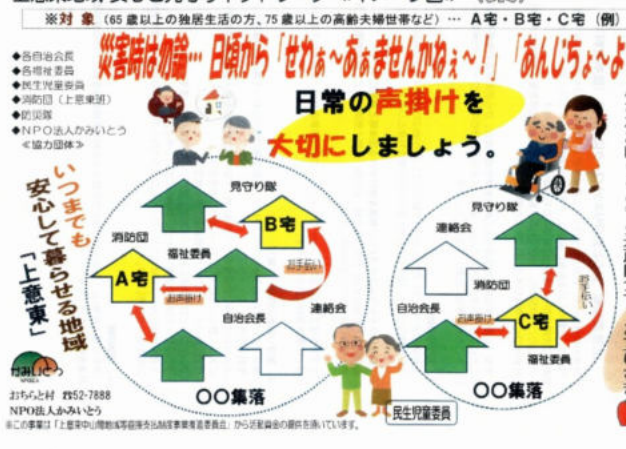 ※対象（65歳以上の独居生活の方、75歳以上の高齢夫婦世帯など）… A宅・B宅・C宅（例）
災害時は勿論… 日頃から「せわぁ～あぁませんかねぇ～！」「あんじちょ～よ
◆各自治会長
◆各福祉委員
◆民生児童委員
◆消防団（上意東班）
◆防災隊
◆NPO法人かみいとう
≪協力団体≫
日常の声掛けを
大切にしましょう。
いつまでも
安心して暮らせる地域
「上意東」
見守り隊
B宅
消防団
福祉委員
A宅
お声掛け
お手伝い
自治会長
連絡会
〇〇集落
見守り隊
連絡会
消防団
お手伝い
自治会長
お声掛け
C宅
福祉委員
〇〇集落
民生児童委員
かみいとう
おちらと村 ☎52-7888
NPO法人かみいとう